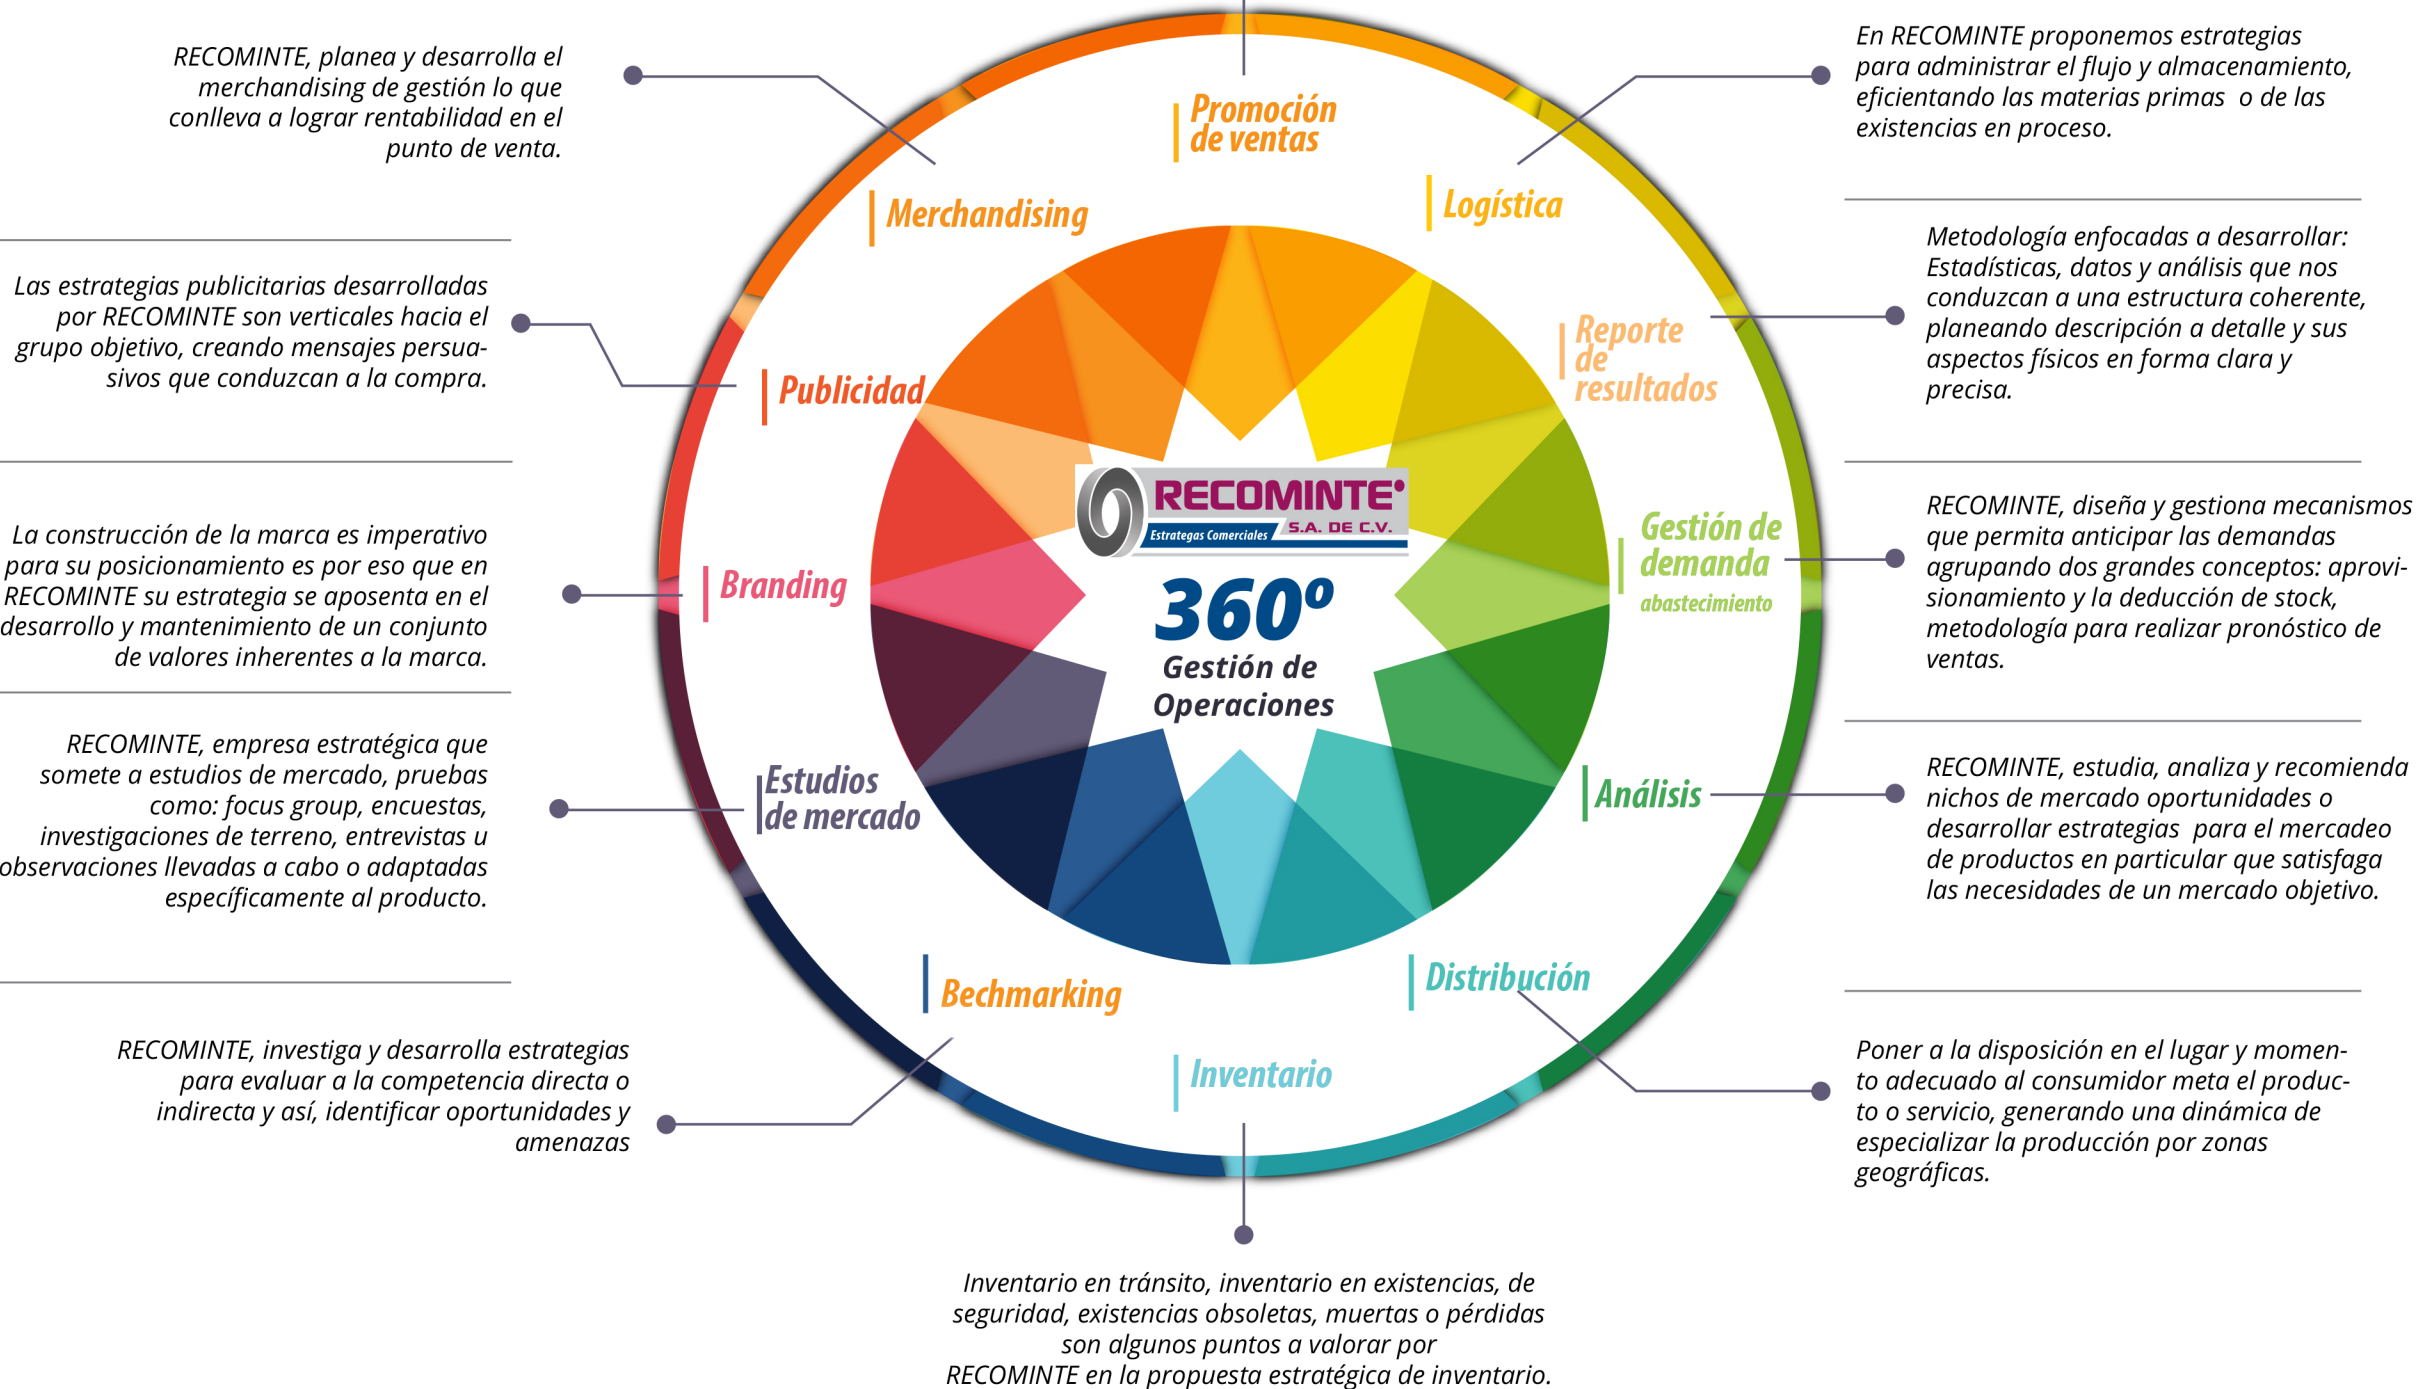 RECOMINTE, planea y desarrolla el
merchandising de gestión lo que
conlleva a lograr rentabilidad en el
punto de venta.
Las estrategias publicitarias desarrolladas
por RECOMINTE son verticales hacia el
grupo objetivo, creando mensajes persua-
sivos que conduzcan a la compra.
La construcción de la marca es imperativo
para su posicionamiento es por eso que en
RECOMINTE su estrategia se aposenta en el
desarrollo y mantenimiento de un conjunto
de valores inherentes a la marca.
RECOMINTE, empresa estratégica que
somete a estudios de mercado, pruebas
como: focus group, encuestas,
investigaciones de terreno, entrevistas u
observaciones llevadas a cabo o adaptadas
específicamente al producto.
RECOMINTE, investiga y desarrolla estrategias
para evaluar a la competencia directa o
indirecta y así, identificar oportunidades y
amenazas
Promoción
de ventas
Merchandising
Logística
Publicidad
Reporte
de
resultados
Branding
Gestión de
demanda
abastecimiento
Estudios
de mercado
Análisis
Bechmarking
Distribución
Inventario
RECOMINTE
Estrategas Comerciales
S.A. DE C.V.
360º
Gestión de
Operaciones
En RECOMINTE proponemos estrategias
para administrar el flujo y almacenamiento,
eficientando las materias primas  o de las
existencias en proceso.
Metodología enfocadas a desarrollar:
Estadísticas, datos y análisis que nos
conduzcan a una estructura coherente,
planeando descripción a detalle y sus
aspectos físicos en forma clara y
precisa.
RECOMINTE, diseña y gestiona mecanismos
que permita anticipar las demandas
agrupando dos grandes conceptos: aprovi-
sionamiento y la deducción de stock,
metodología para realizar pronóstico de
ventas.
RECOMINTE, estudia, analiza y recomienda
nichos de mercado oportunidades o
desarrollar estrategias  para el mercadeo
de productos en particular que satisfaga
las necesidades de un mercado objetivo.
Poner a la disposición en el lugar y momen-
to adecuado al consumidor meta el produc-
to o servicio, generando una dinámica de
especializar la producción por zonas
geográficas.
Inventario en tránsito, inventario en existencias, de
seguridad, existencias obsoletas, muertas o pérdidas
son algunos puntos a valorar por
RECOMINTE en la propuesta estratégica de inventario.